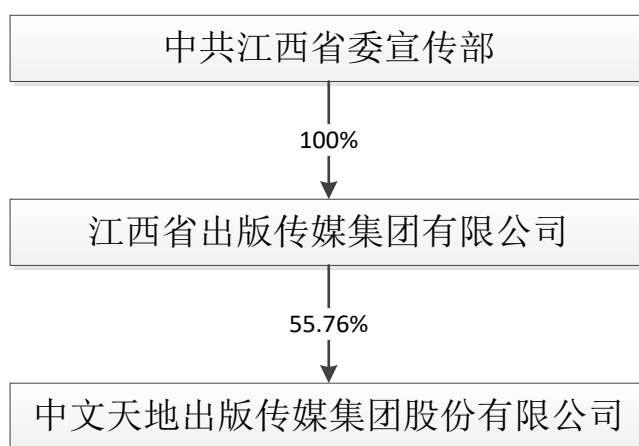 中共江西省委宣传部
100%
江西省出版传媒集团有限公司
55.76%
中文天地出版传媒集团股份有限公司